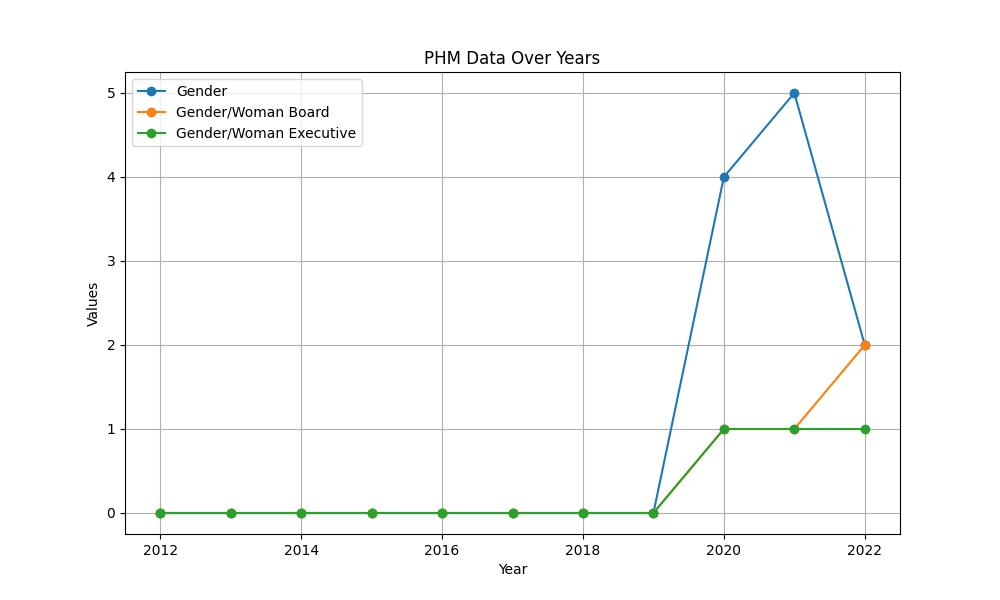 PHM Data Over Years
Gender
Gender/Woman Board
Gender/Woman Executive
5
4
3
2
1
0
Values
2012
2014
2016
2018
2020
2022
Year